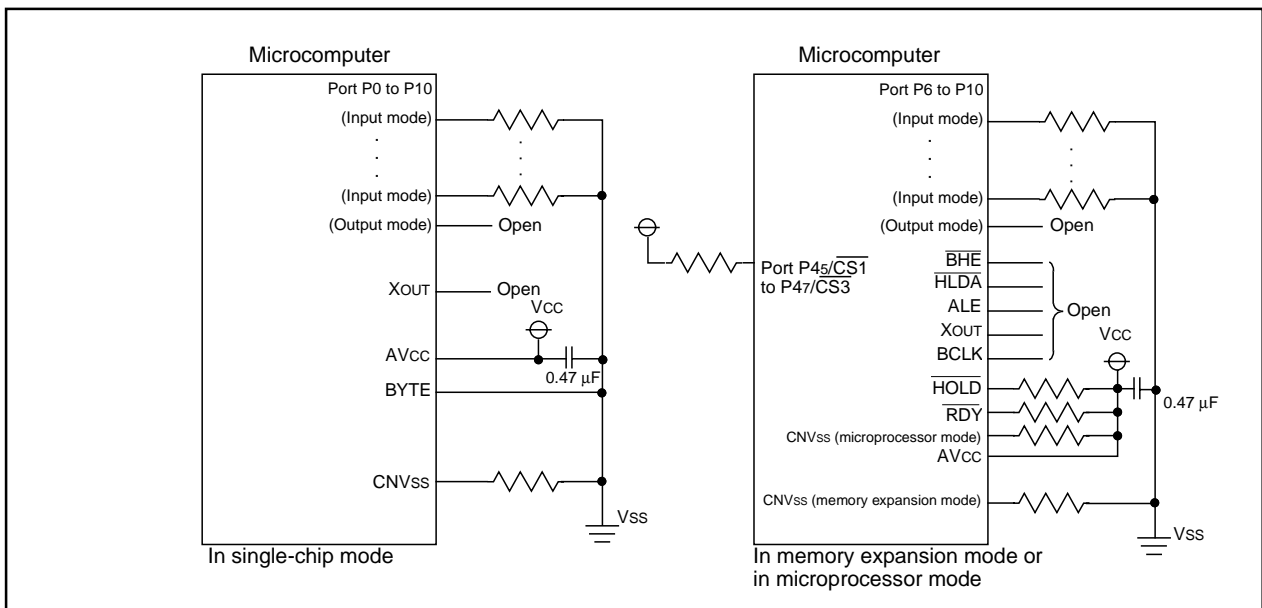 Microcomputer
Port P0 to P10
(Input mode)
(Input mode)
(Output mode)
Open
XOUT
Open
VCC
AVCC
0.47 µF
BYTE
CNVSS
VSS
In single-chip mode
Microcomputer
Port P6 to P10
(Input mode)
(Input mode)
(Output mode)
Open
Port P45/CS1
to P47/CS3
BHE
HLDA
ALE
Open
XOUT
VCC
BCLK
HOLD
0.47 µF
RDY
CNVSS (microprocessor mode)
AVCC
CNVSS (memory expansion mode)
VSS
In memory expansion mode or
in microprocessor mode